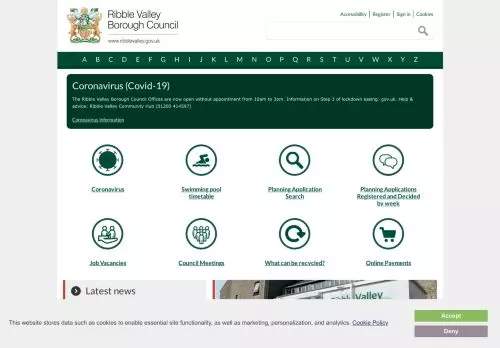 Ribble Valley
Borough Council
www.ribblevalley.gov.uk
Accessibility Register Sign in Cookies
A B C D E F G H I J K L M N O P Q R S T U V W X Y Z
Coronavirus (Covid-19)
The Ribble Valley Borough Council Offices are now open without appointment from 10am to 3pm. Information on Step 3 of lockdown easing: gov.uk. Help &
advice: Ribble Valley Community Hub (01200 414597)
Coronavirus information
Coronavirus
Swimming pool
timetable
Planning Application
Search
Planning Applications
Registered and Decided
by week
Job Vacancies
Council Meetings
What can be recycled?
Online Payments
Latest news
Ribble Valley
This website stores data such as cookies to enable essential site functionality, as well as marketing, personalization, and analytics. Cookie Policy
Accept
Deny